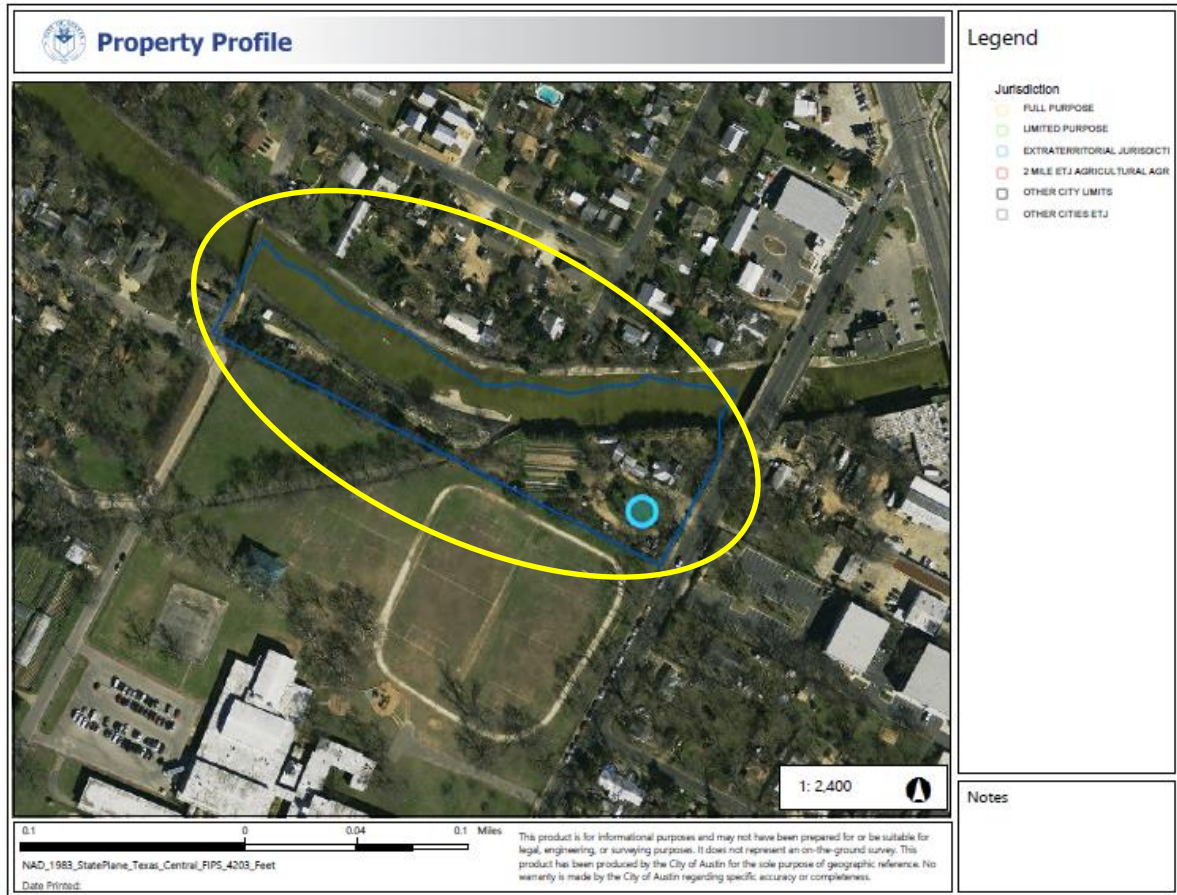 Property Profile
Legend
Jurisdiction
FULL PURPOSE
LIMITED PURPOSE
EXTRATERRITORIAL JURISDICTI
2 MILE ETJ AGRICULTURAL AGR
OTHER CITY LIMITS
OTHER CITIES ETJ
1: 2,400
Notes
0.1 0 0.04 0.1 Miles
NAD_1983_StatePlane_Texas_Central_FIPS_4203_Feet
Date Printed:
This product is for informational purposes and may not have been prepared for or be suitable for
legal, engineering, or surveying purposes. It does not represent an on-the-ground survey. This
product has been produced by the City of Austin for the sole purpose of geographic reference. No
warranty is made by the City of Austin regarding specific accuracy or completeness.